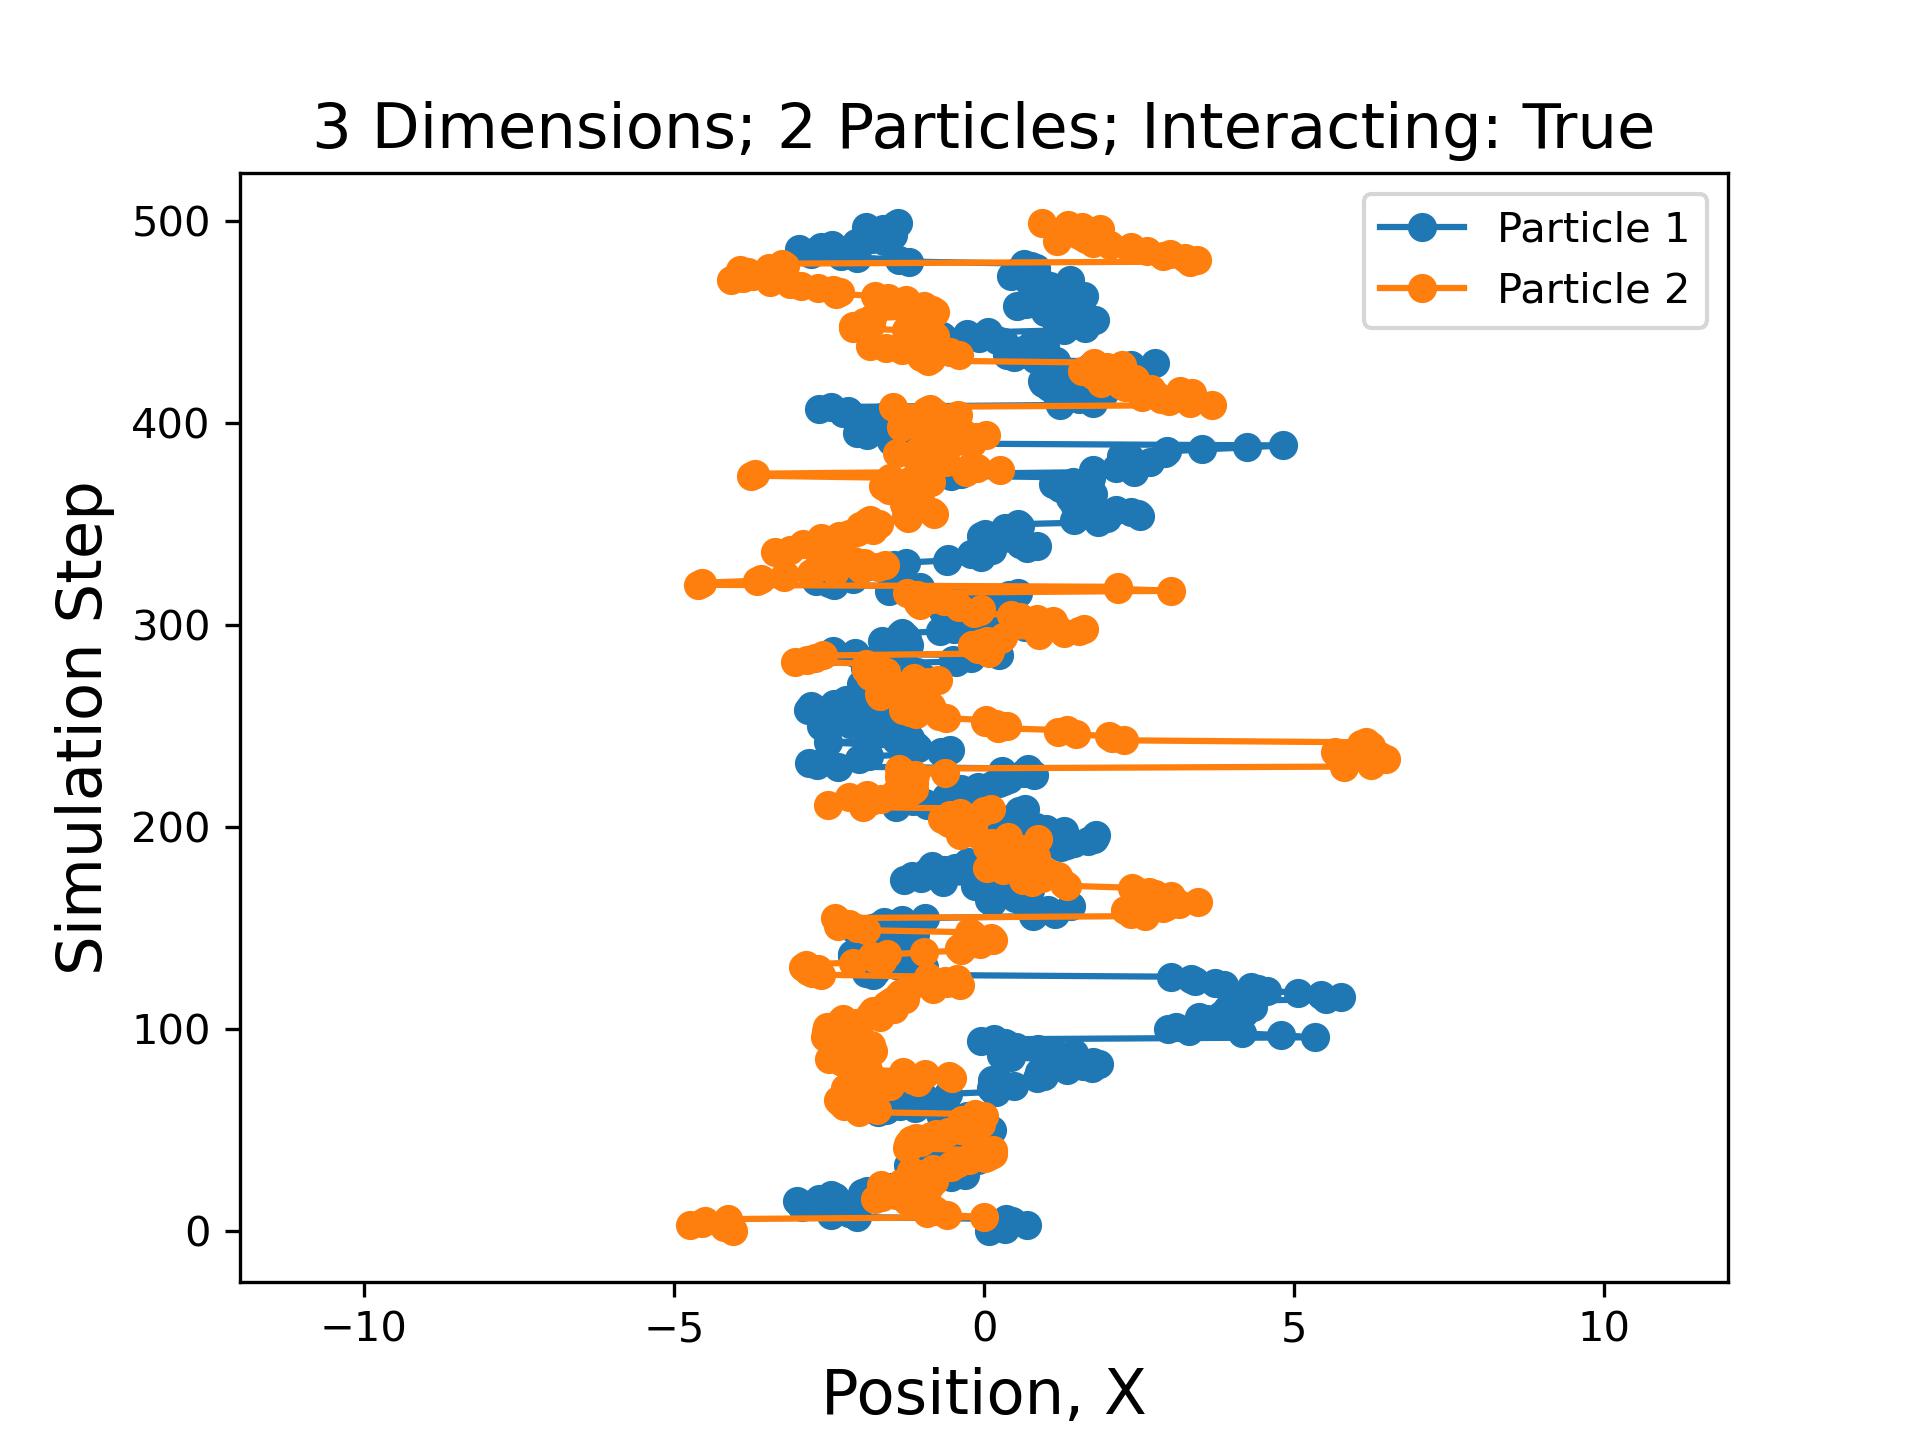 3 Dimensions; 2 Particles; Interacting: True
Particle 1
Particle 2
500
400
300
200
100
0
Simulation Step
−10
−5
0
5
10
Position, X